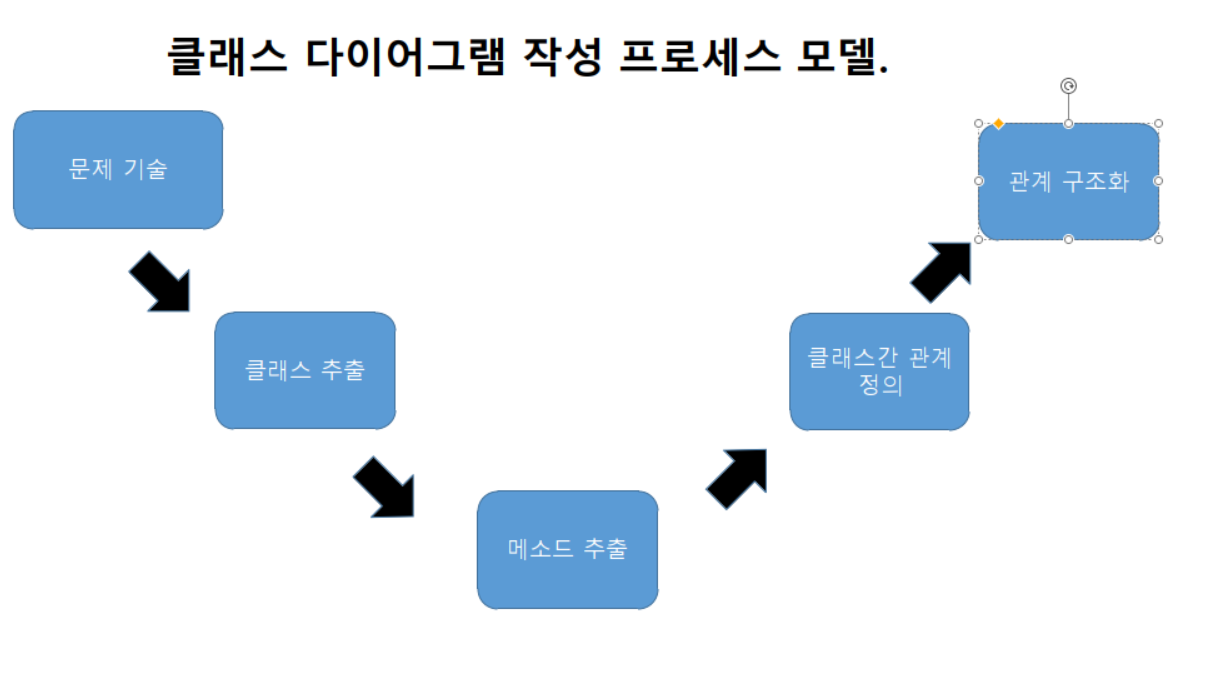 클래스 다이어그램 작성 프로세스 모델.
문제 기술
클래스 추출
메소드 추출
클래스간 관계
정의
관계 구조화